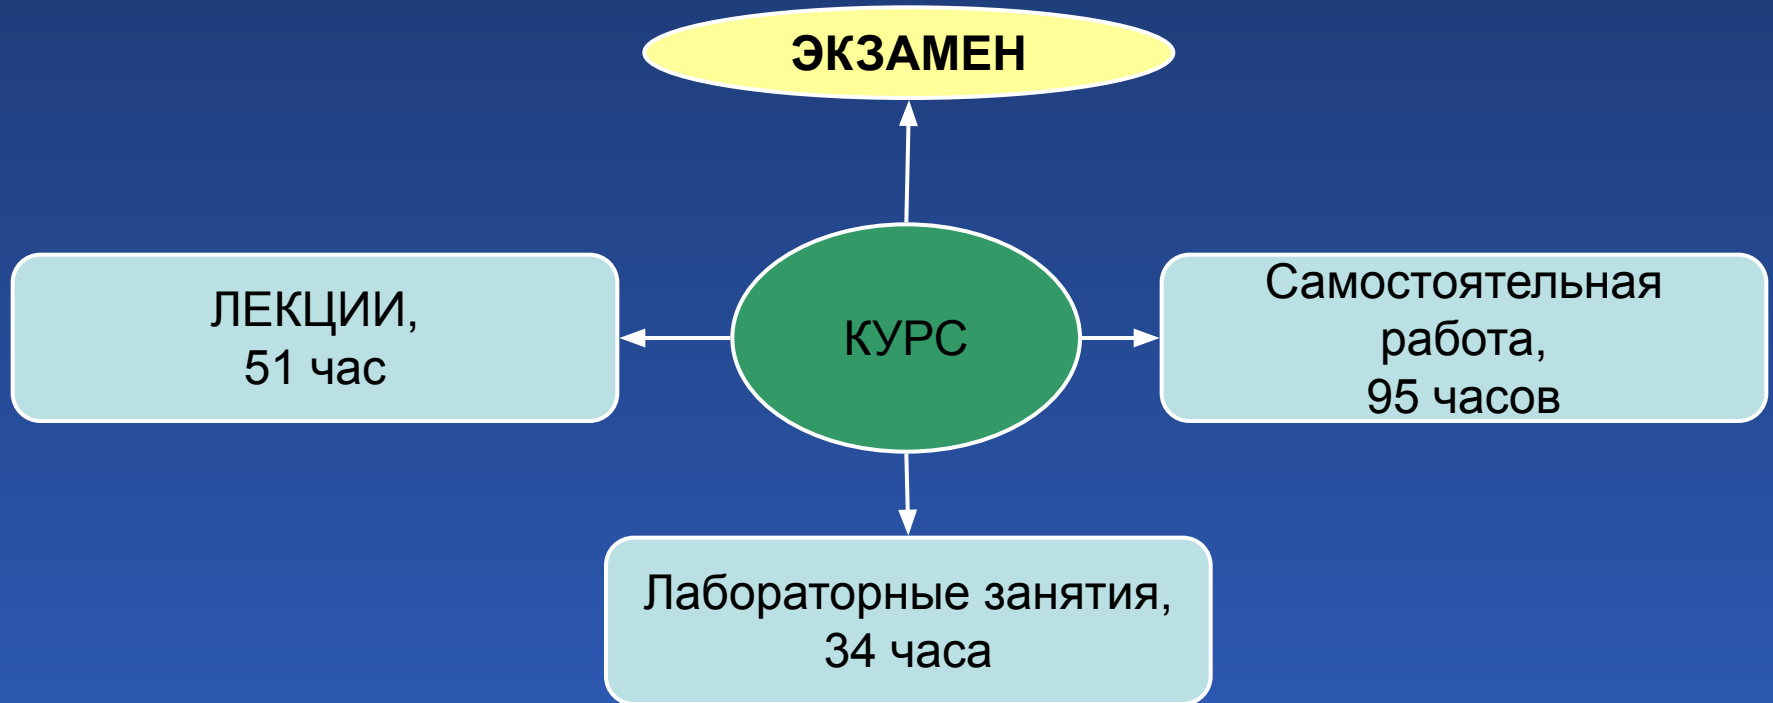 ЭКЗАМЕН
ЛЕКЦИИ,
51 час
КУРС
Самостоятельная
работа,
95 часов
Лабораторные занятия,
34 часа